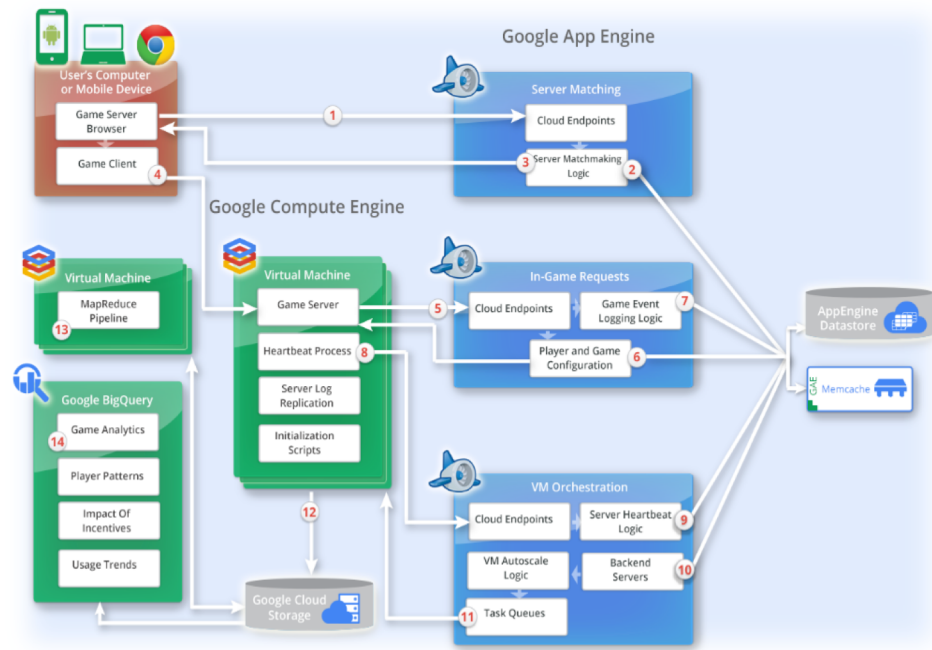 Google App Engine
User's Computer
or Mobile Device
Game Server
Browser
Game Client
1
4
Server Matching
Cloud Endpoints
3
Server Matchmaking
Logic
2
Google Compute Engine
Virtual Machine
MapReduce
Pipeline
13
Virtual Machine
Game Server
Heartbeat Process
8
Server Log
Replication
Initialization
Scripts
5
In-Game Requests
Cloud Endpoints
Game Event
Logging Logic
7
Player and Game
Configuration
6
AppEngine
Datastore
GAE
Memcache
Google BigQuery
Game Analytics
14
Player Patterns
Impact Of
Incentives
Usage Trends
12
Google Cloud
Storage
VM Orchestration
Cloud Endpoints
Server Heartbeat
Logic
9
VM Autoscale
Logic
Backend
Servers
10
11
Task Queues